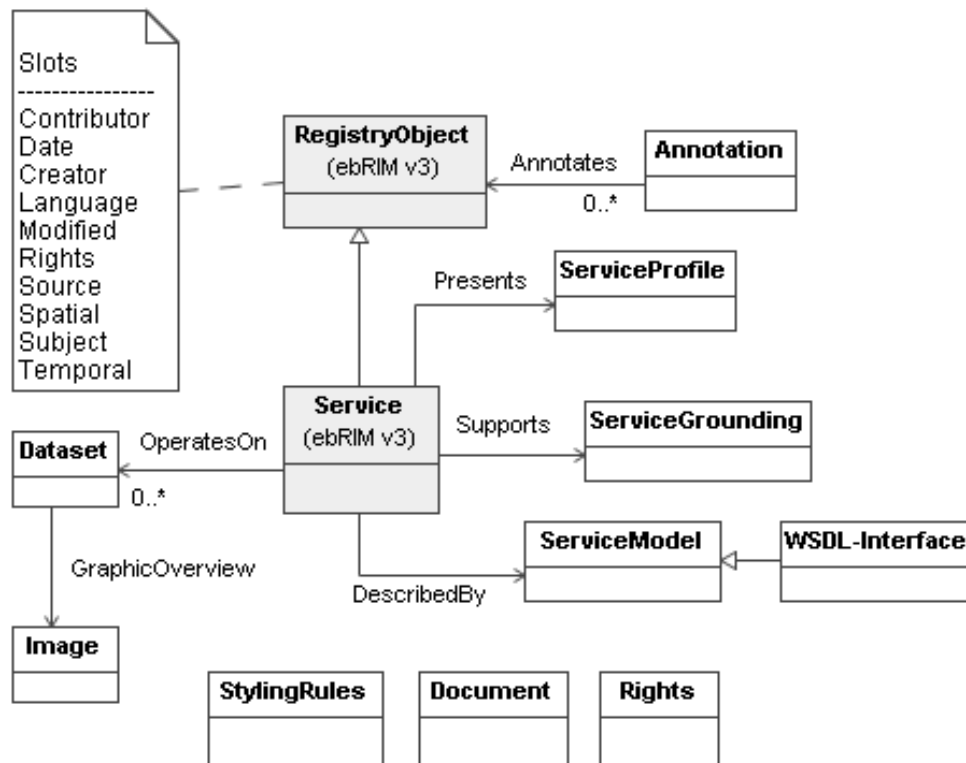 Slots
----------------
Contributor
Date
Creator
Language
Modified
Rights
Source
Spatial
Subject
Temporal
RegistryObject
(ebRIM v3)
Annotates
0..*
Annotation
Presents
ServiceProfile
Service
(ebRIM v3)
Supports
ServiceGrounding
OperatesOn
0..*
Dataset
DescribedBy
ServiceModel
WSDL-Interface
GraphicOverview
Image
StylingRules
Document
Rights